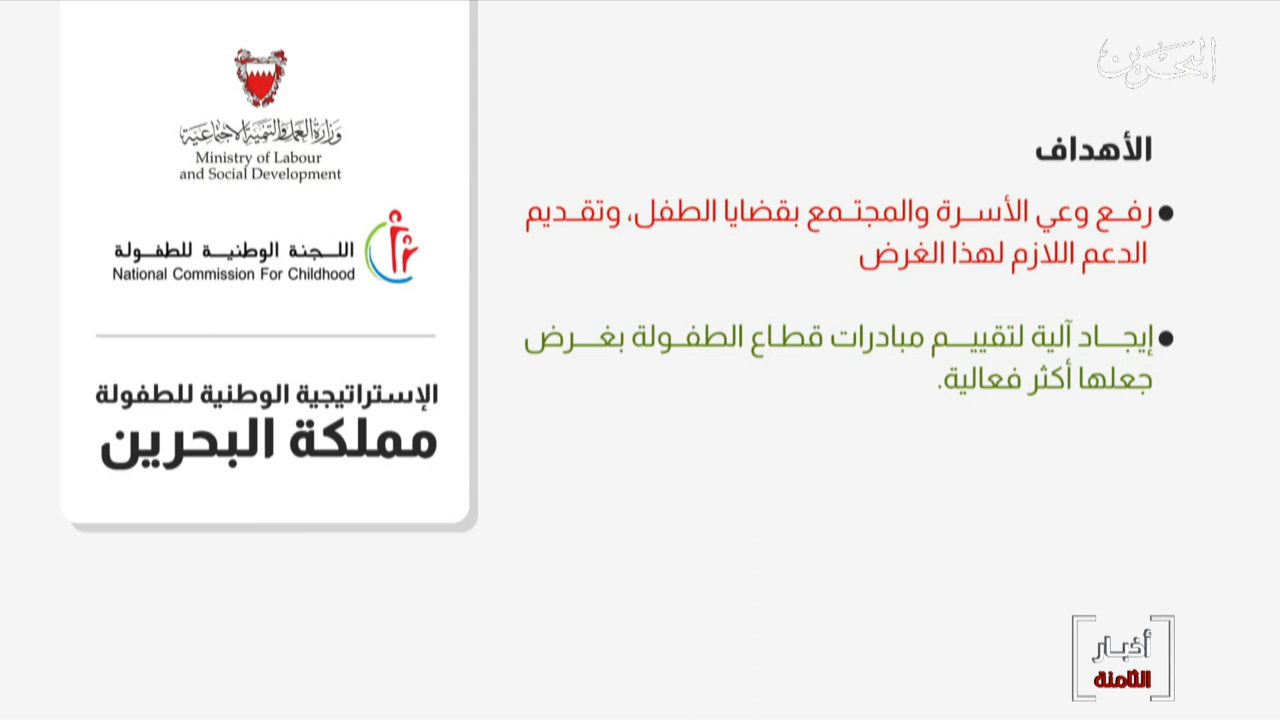 البحرين
وزارة العمل والتنمية الاجتماعية
Ministry of Labour
and Social Development
اللجنة الوطنية للطفولة
National Commission For Childhood
الإستراتيجية الوطنية للطفولة
مملكة البحرين
الأهداف
• رفع وعي الأسرة والمجتمع بقضايا الطفل، وتقديم
الدعم اللازم لهذا الغرض
• إيجاد آلية لتقييم مبادرات قطاع الطفولة بغرض
جعلها أكثر فعالية.
أخبار
الثامنة